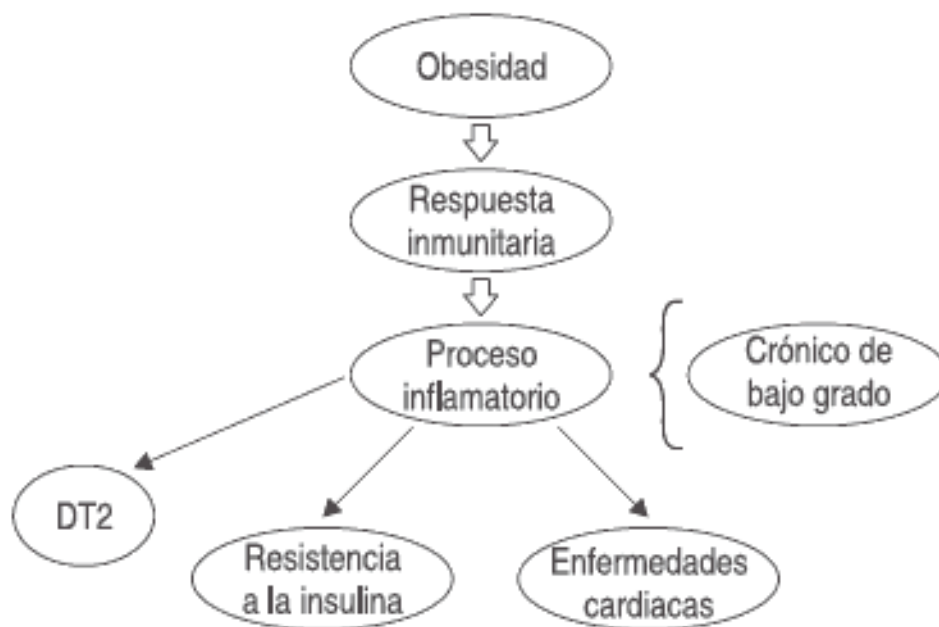 Obesidad
Respuesta
inmunitaria
Proceso
inflamatorio
Crónico de
bajo grado
DT2
Resistencia
a la insulina
Enfermedades
cardiacas